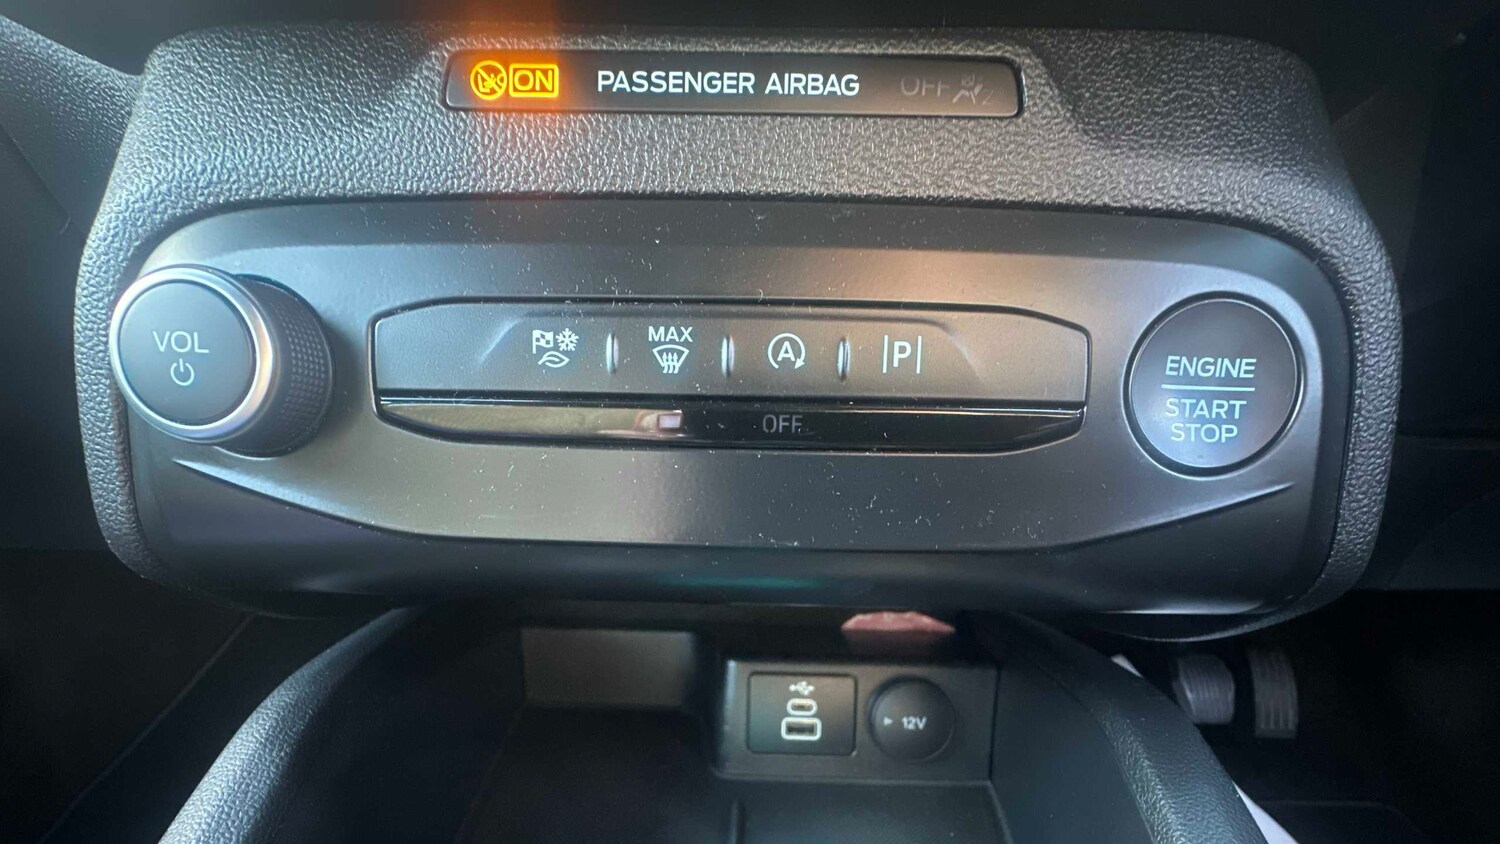 ON PASSENGER AIRBAG OFF
VOL
MAX
A
P
OFF
ENGINE
START
STOP
12V